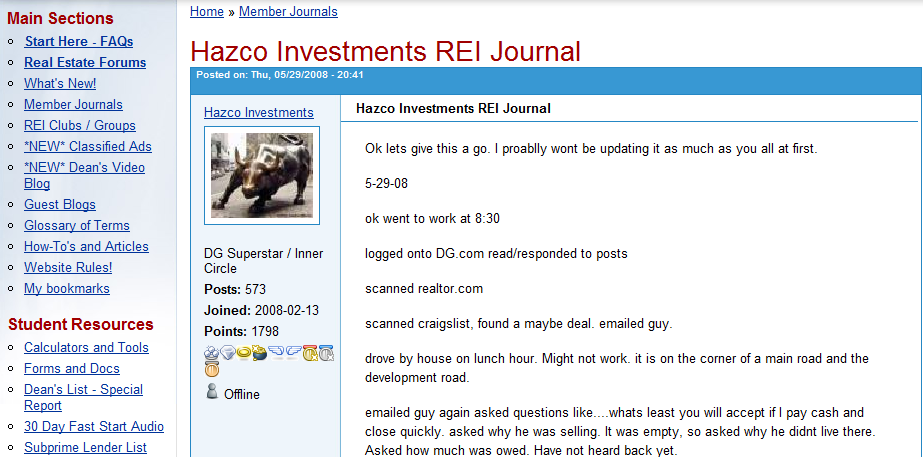 Main Sections
Start Here - FAQs
Real Estate Forums
What's New!
Member Journals
REI Clubs / Groups
*NEW* Classified Ads
*NEW* Dean's Video
Blog
Guest Blogs
Glossary of Terms
How-To's and Articles
Website Rules!
My bookmarks
Student Resources
Calculators and Tools
Forms and Docs
Dean's List - Special
Report
30 Day Fast Start Audio
Subprime Lender List
Home » Member Journals
Hazco Investments REI Journal
Posted on: Thu, 05/29/2008 - 20:41
Hazco Investments
DG Superstar / Inner
Circle
Posts: 573
Joined: 2008-02-13
Points: 1798
Offline
Hazco Investments REI Journal
Ok lets give this a go. I proablly wont be updating it as much as you all at first.
5-29-08
ok went to work at 8:30
logged onto DG.com read/responded to posts
scanned realtor.com
scanned craigslist, found a maybe deal. emailed guy.
drove by house on lunch hour. Might not work. it is on the corner of a main road and the
development road.
emailed guy again asked questions like....whats least you will accept if I pay cash and
close quickly. asked why he was selling. It was empty, so asked why he didnt live there.
Asked how much was owed. Have not heard back yet.